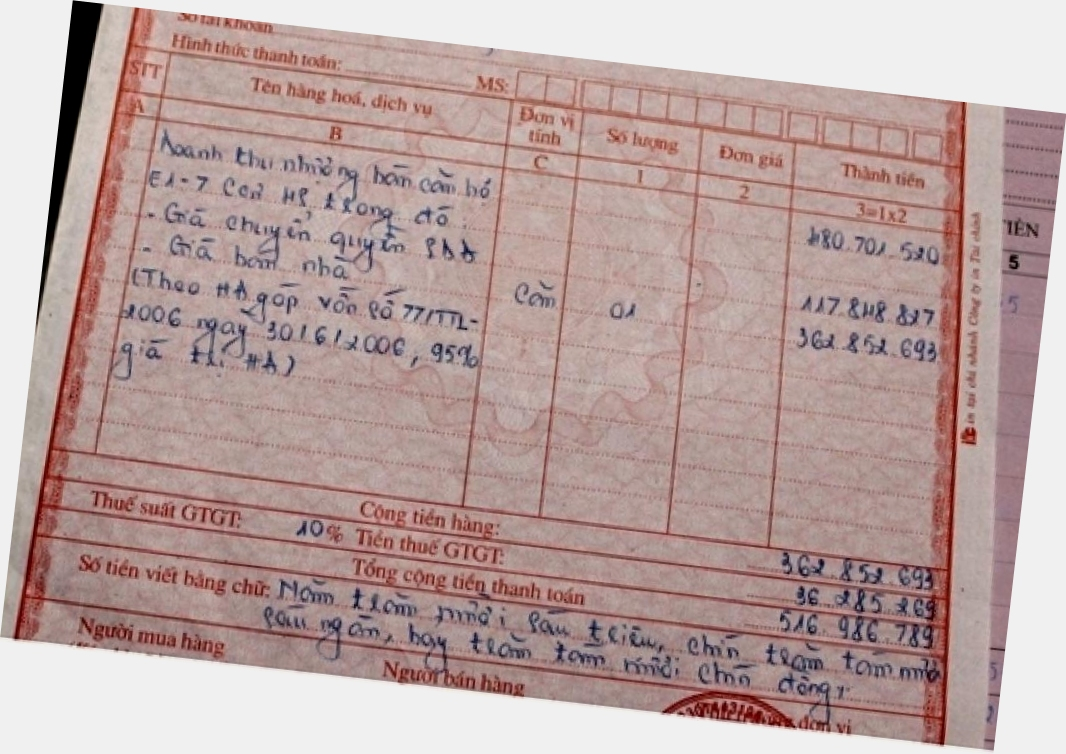 Số tài khoản
Hình thức thanh toán: MS:
STT Tên hàng hoá, dịch vụ Đơn vị tính Số lượng Đơn giá Thành tiền
A B C 1 2 3=1x2
Doanh thu nhượng bán căn hộ 480.701.520
E1-7 trong đó:
- Giá chuyển quyền SDĐ 117.848.827
- Giá bán nhà Căn 01 362.852.693
(Theo HĐ góp vốn số 77/TTL-
2006 ngày 30/6/2006, 95%
giá trị HĐ)
Cộng tiền hàng: 362.852.693
Thuế suất GTGT: 10% Tiền thuế GTGT: 36.285.269
Tổng cộng tiền thanh toán 516.986.789
Số tiền viết bằng chữ: Năm trăm mười sáu triệu, chín trăm tám mươi
sáu ngàn, bảy trăm tám mươi chín đồng
Người mua hàng Người bán hàng đơn vị
in tại chi nhánh Công ty in Tài chính
TIỀN
5